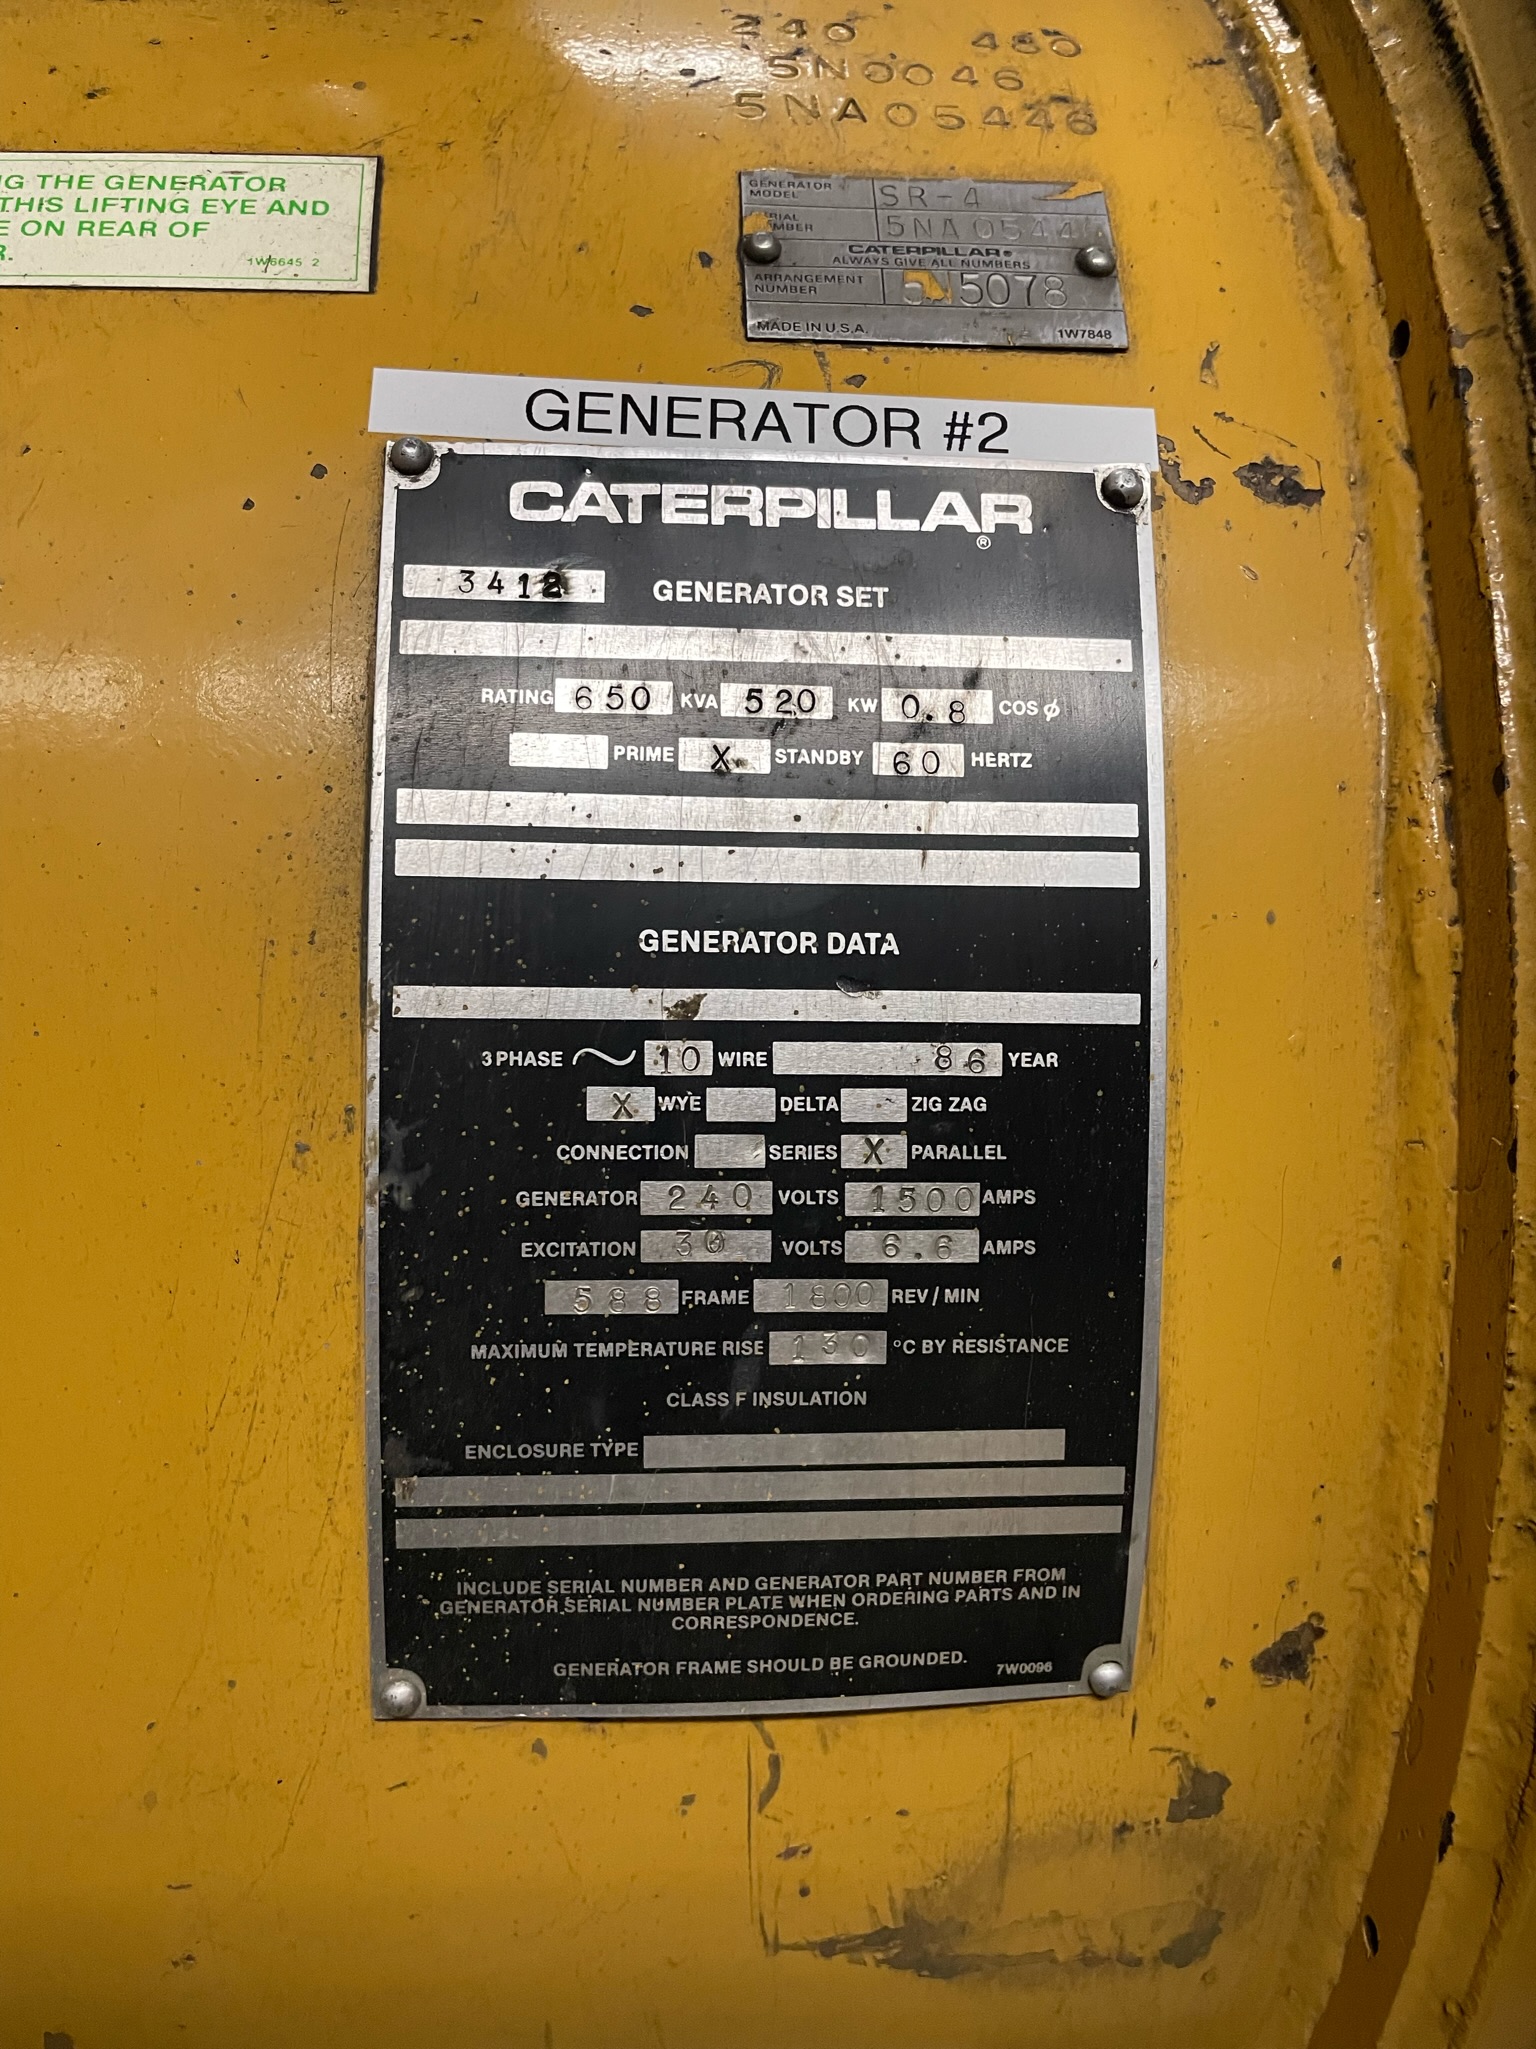 240 480
5N0046
5NA05446
G THE GENERATOR
THIS LIFTING EYE AND
E ON REAR OF
R.
1W6645 2
GENERATOR MODEL SR-4
SERIAL NUMBER 5NA0544
CATERPILLAR®
ALWAYS GIVE ALL NUMBERS
ARRANGEMENT NUMBER 5N5078
MADE IN U.S.A. 1W7848
GENERATOR #2
CATERPILLAR®
3412 GENERATOR SET
RATING 650 KVA 520 KW 0.8 COS φ
PRIME X STANDBY 60 HERTZ
GENERATOR DATA
3 PHASE ~ 10 WIRE 86 YEAR
X WYE DELTA ZIG ZAG
CONNECTION SERIES X PARALLEL
GENERATOR 240 VOLTS 1500 AMPS
EXCITATION 30 VOLTS 6.6 AMPS
588 FRAME 1800 REV / MIN
MAXIMUM TEMPERATURE RISE 130 °C BY RESISTANCE
CLASS F INSULATION
ENCLOSURE TYPE
INCLUDE SERIAL NUMBER AND GENERATOR PART NUMBER FROM
GENERATOR SERIAL NUMBER PLATE WHEN ORDERING PARTS AND IN
CORRESPONDENCE.
GENERATOR FRAME SHOULD BE GROUNDED. 7W0096